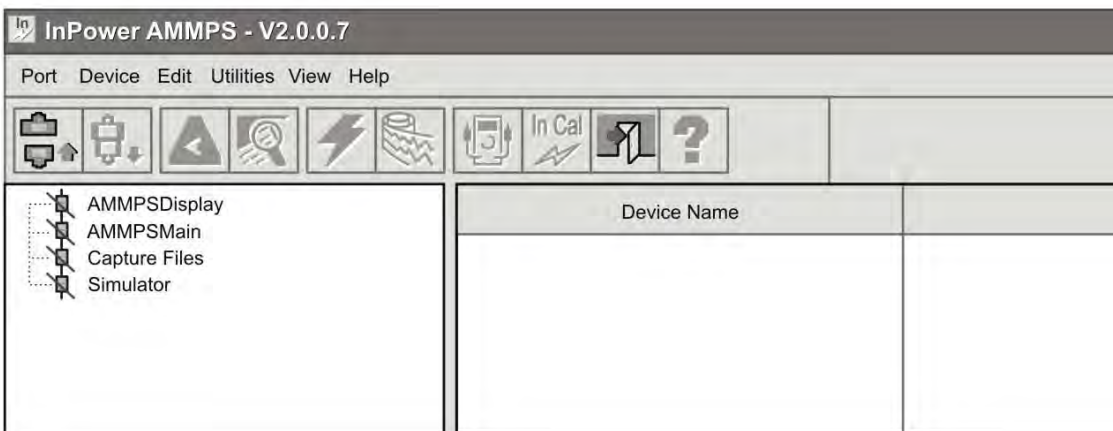 In
InPower AMMPS - V2.0.0.7
Port Device Edit Utilities View Help
In Cal
?
AMMPSDisplay
AMMPSMain
Capture Files
Simulator
Device Name